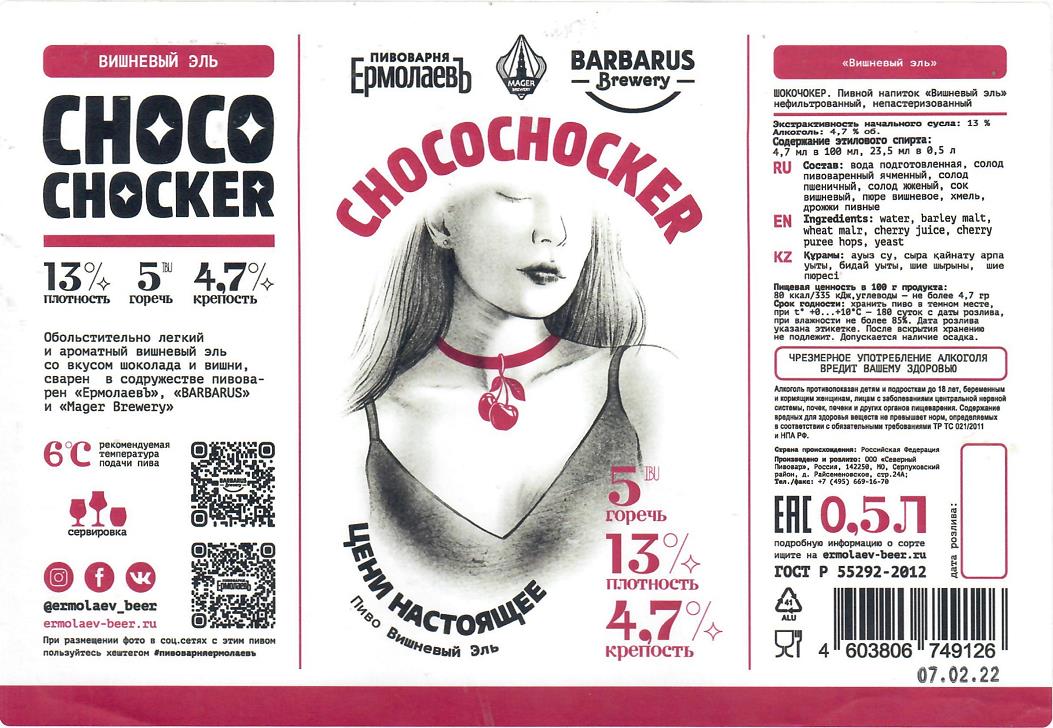 ВИШНЕВЫЙ ЭЛЬ
CHOCO
CHOCKER
13%
плотность
5 IBU
горечь
4,7%
крепость
Обольстительно легкий
и ароматный вишневый эль
со вкусом шоколада и вишни,
сварен в содружестве пивова-
рен «ЕрмолаевЪ», «BARBARUS»
и «Mager Brewery»
6°C
рекомендуемая
температура
подачи пива
BARBARUS
Brewery
сервировка
ПИВОВАРНЯ
ЕрмолаевЪ
@ermolaev_beer
ermolaev-beer.ru
При размещении фото в соц.сетях с этим пивом
пользуйтесь хештегом #пивоварняермолаевъ
ПИВОВАРНЯ
ЕрмолаевЪ
MAGER
BREWERY
BARBARUS
Brewery
CHOCOCHOCKER
5 IBU
горечь
13%
плотность
4,7%
крепость
ЦЕНИ НАСТОЯЩЕЕ
Пиво Вишневый Эль
«Вишневый эль»
ШОКОЧОКЕР. Пивной напиток «Вишневый эль»
нефильтрованный, непастеризованный
Экстрактивность начального сусла: 13 %
Алкоголь: 4,7 % об.
Содержание этилового спирта:
4,7 мл в 100 мл, 23,5 мл в 0,5 л
RU Состав: вода подготовленная, солод
пивоваренный ячменный, солод
пшеничный, солод жженый, сок
вишневый, пюре вишневое, хмель,
дрожжи пивные
EN Ingredients: water, barley malt,
wheat malr, cherry juice, cherry
puree hops, yeast
KZ Құрамы: ауыз су, сыра қайнату арпа
уыты, бидай уыты, шие шырыны, шие
пюресі
Пищевая ценность в 100 г продукта:
80 ккал/335 кДж,углеводы — не более 4,7 гр
Срок годности: хранить пиво в темном месте,
при t° +0...+10°С — 180 суток с даты розлива,
при влажности не более 85%. Дата розлива
указана этикетке. После вскрытия хранению
не подлежит. Допускается наличие осадка.
ЧРЕЗМЕРНОЕ УПОТРЕБЛЕНИЕ АЛКОГОЛЯ
ВРЕДИТ ВАШЕМУ ЗДОРОВЬЮ
Алкоголь противопоказан детям и подросткам до 18 лет, беременным
и кормящим женщинам, лицам с заболеваниями центральной нервной
системы, почек, печени и других органов пищеварения. Содержание
вредных для здоровья веществ не превышает норм, определяемых
в соответствии с обязательными требованиями ТР ТС 021/2011
и НПА РФ.
Страна происхождения: Российская Федерация
Произведено и розлито: ООО «Северный
Пивовар», Россия, 142250, МО, Серпуховский
район, д. Райсеменовское, стр.24А;
Тел./факс: +7 (495) 669-16-70
EAC 0,5Л
подробную информацию о сорте
ищите на ermolaev-beer.ru
ГОСТ Р 55292-2012
дата розлива:
41
ALU
4 603806 749126
07.02.22